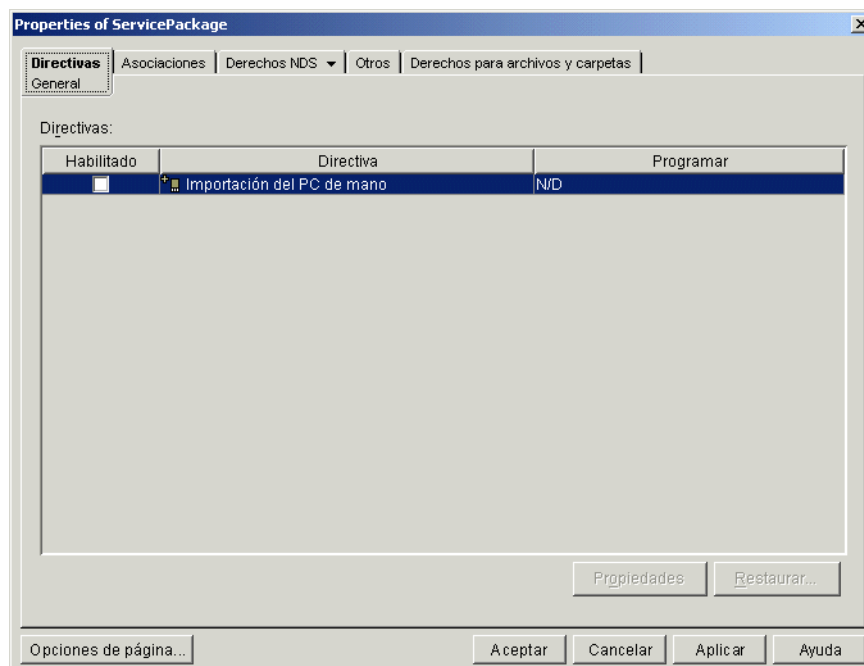 Properties of ServicePackage
Directivas Asociaciones Derechos NDS Otros Derechos para archivos y carpetas
General
Directivas:
Habilitado Directiva Programar
Importación del PC de mano N/D
Propiedades Restaurar...
Opciones de página... Aceptar Cancelar Aplicar Ayuda